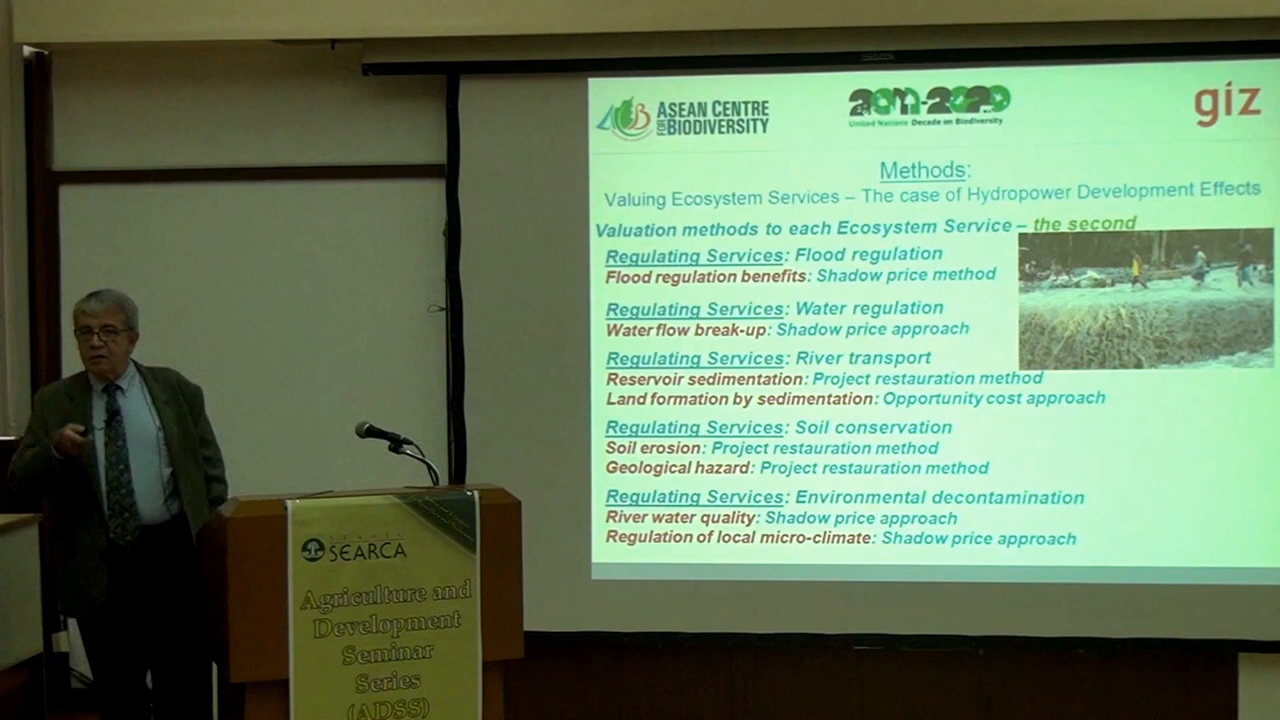 ASEAN CENTRE
FOR BIODIVERSITY
2011-2020
United Nations Decade on Biodiversity
giz
Methods:
Valuing Ecosystem Services – The case of Hydropower Development Effects
Valuation methods to each Ecosystem Service – the second
Regulating Services: Flood regulation
Flood regulation benefits: Shadow price method
Regulating Services: Water regulation
Water flow break-up: Shadow price approach
Regulating Services: River transport
Reservoir sedimentation: Project restauration method
Land formation by sedimentation: Opportunity cost approach
Regulating Services: Soil conservation
Soil erosion: Project restauration method
Geological hazard: Project restauration method
Regulating Services: Environmental decontamination
River water quality: Shadow price approach
Regulation of local micro-climate: Shadow price approach
SEAMEO
SEARCA
Agriculture and
Development
Seminar
Series
(ADSS)